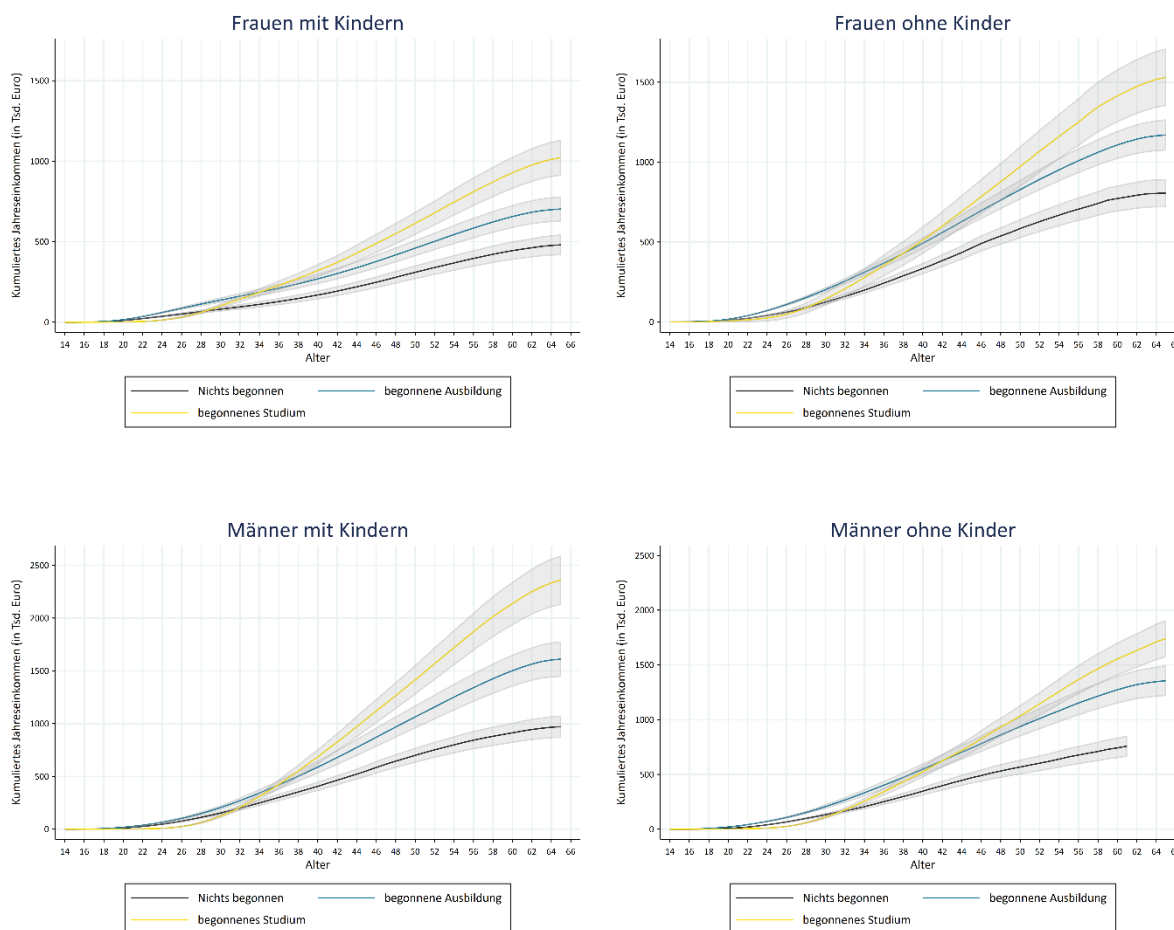 Frauen mit Kindern
Kumuliertes Jahreseinkommen (in Tsd. Euro)
1500
1000
500
0
14 16 18 20 22 24 26 28 30 32 34 36 38 40 42 44 46 48 50 52 54 56 58 60 62 64 66
Alter
Nichts begonnen
begonnene Ausbildung
begonnenes Studium
Frauen ohne Kinder
Kumuliertes Jahreseinkommen (in Tsd. Euro)
1500
1000
500
0
14 16 18 20 22 24 26 28 30 32 34 36 38 40 42 44 46 48 50 52 54 56 58 60 62 64
Alter
Nichts begonnen
begonnene Ausbildung
begonnenes Studium
Männer mit Kindern
Kumuliertes Jahreseinkommen (in Tsd. Euro)
2500
2000
1500
1000
500
0
14 16 18 20 22 24 26 28 30 32 34 36 38 40 42 44 46 48 50 52 54 56 58 60 62 64 66
Alter
Nichts begonnen
begonnene Ausbildung
begonnenes Studium
Männer ohne Kinder
Kumuliertes Jahreseinkommen (in Tsd. Euro)
2500
2000
1500
1000
500
0
14 16 18 20 22 24 26 28 30 32 34 36 38 40 42 44 46 48 50 52 54 56 58 60 62 64
Alter
Nichts begonnen
begonnene Ausbildung
begonnenes Studium